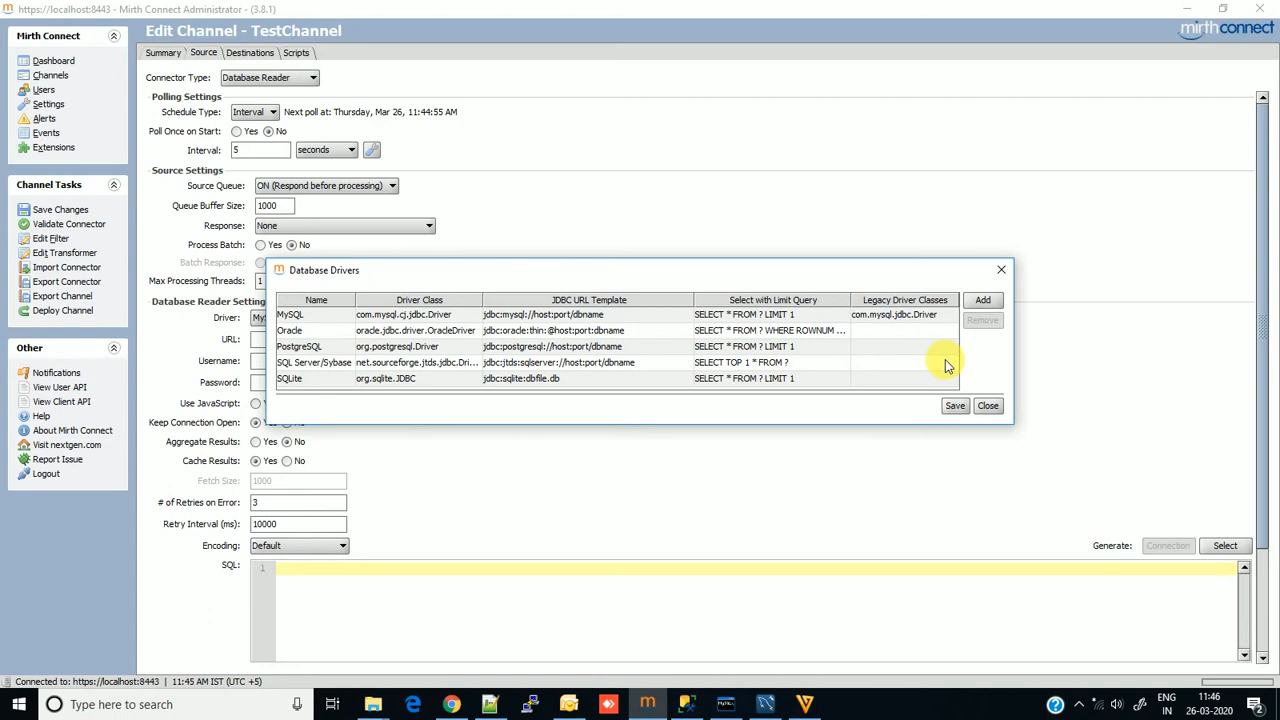 https://localhost:8443 - Mirth Connect Administrator - (3.8.1)
Mirth Connect
Edit Channel - TestChannel
mirthconnect
Dashboard
Channels
Users
Settings
Alerts
Events
Extensions
Channel Tasks
Save Changes
Validate Connector
Edit Filter
Edit Transformer
Import Connector
Export Connector
Export Channel
Deploy Channel
Other
Notifications
View User API
View Client API
Help
About Mirth Connect
Visit nextgen.com
Report Issue
Logout
Summary Source Destinations Scripts
Connector Type: Database Reader
Polling Settings
Schedule Type: Interval Next poll at: Thursday, Mar 26, 11:44:55 AM
Poll Once on Start: Yes No
Interval: 5 seconds
Source Settings
Source Queue: ON (Respond before processing)
Queue Buffer Size: 1000
Response: None
Process Batch: Yes No
Batch Response:
Max Processing Threads: 1
Database Reader Setting
Driver: My
URL:
Username:
Password:
Use JavaScript:
Keep Connection Open: Yes No
Aggregate Results: Yes No
Cache Results: Yes No
Fetch Size: 1000
# of Retries on Error: 3
Retry Interval (ms): 10000
Encoding: Default
Generate: Connection Select
SQL: 1
Database Drivers
Name Driver Class JDBC URL Template Select with Limit Query Legacy Driver Classes
MySQL com.mysql.cj.jdbc.Driver jdbc:mysql://host:port/dbname SELECT * FROM ? LIMIT 1 com.mysql.jdbc.Driver
Oracle oracle.jdbc.driver.OracleDriver jdbc:oracle:thin:@host:port:dbname SELECT * FROM ? WHERE ROWNUM ...
PostgreSQL org.postgresql.Driver jdbc:postgresql://host:port/dbname SELECT * FROM ? LIMIT 1
SQL Server/Sybase net.sourceforge.jtds.jdbc.Dri... jdbc:jtds:sqlserver://host:port/dbname SELECT TOP 1 * FROM ?
SQLite org.sqlite.JDBC jdbc:sqlite:dbfile.db SELECT * FROM ? LIMIT 1
Add
Remove
Save Close
Connected to: https://localhost:8443 | 11:45 AM IST (UTC +5)
Type here to search
ENG
IN
11:46
26-03-2020
2